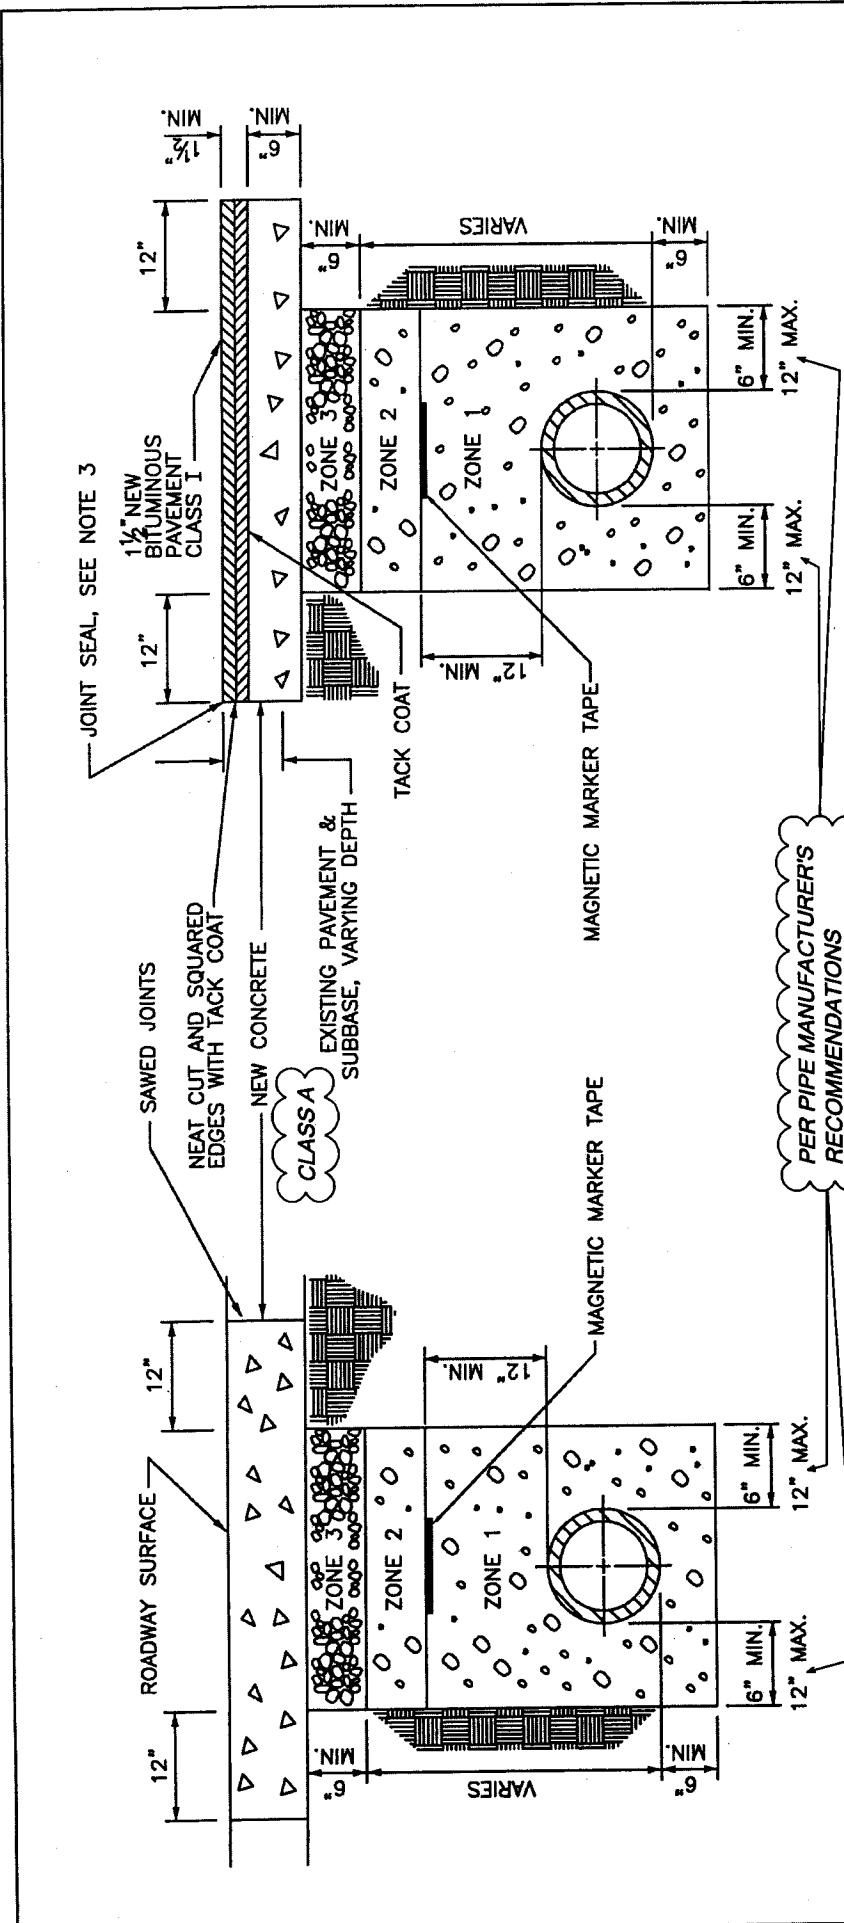 ROADWAY SURFACE
SAWED JOINTS
NEAT CUT AND SQUARED
EDGES WITH TACK COAT
NEW CONCRETE
CLASS A
EXISTING PAVEMENT &
SUBBASE, VARYING DEPTH
JOINT SEAL, SEE NOTE 3
1½" NEW
BITUMINOUS
PAVEMENT
CLASS I
TACK COAT
12"
12"
ZONE 3
ZONE 2
ZONE 1
6"
MIN.
VARIES
6"
MIN.
12" MIN.
6" MIN.
12" MAX.
6" MIN.
12" MAX.
MAGNETIC MARKER TAPE
12"
12"
1½"
MIN.
6"
MIN.
ZONE 3
ZONE 2
ZONE 1
6"
MIN.
VARIES
6"
MIN.
12" MIN.
6" MIN.
12" MAX.
6" MIN.
12" MAX.
MAGNETIC MARKER TAPE
PER PIPE MANUFACTURER'S
RECOMMENDATIONS